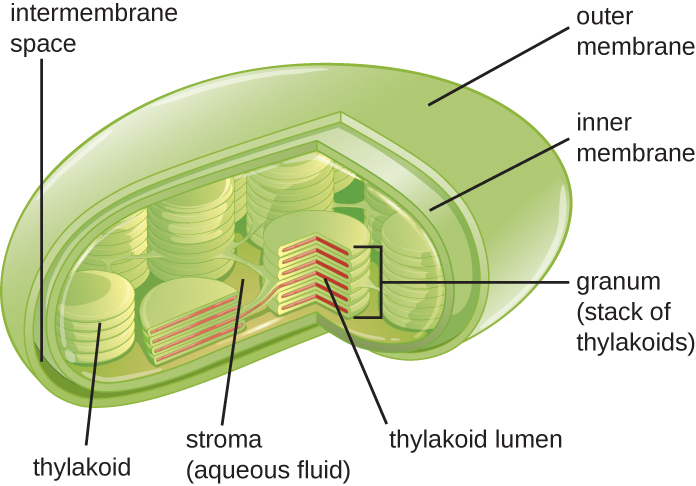 intermembrane
space
outer
membrane
inner
membrane
granum
(stack of
thylakoids)
thylakoid
stroma
(aqueous fluid)
thylakoid lumen